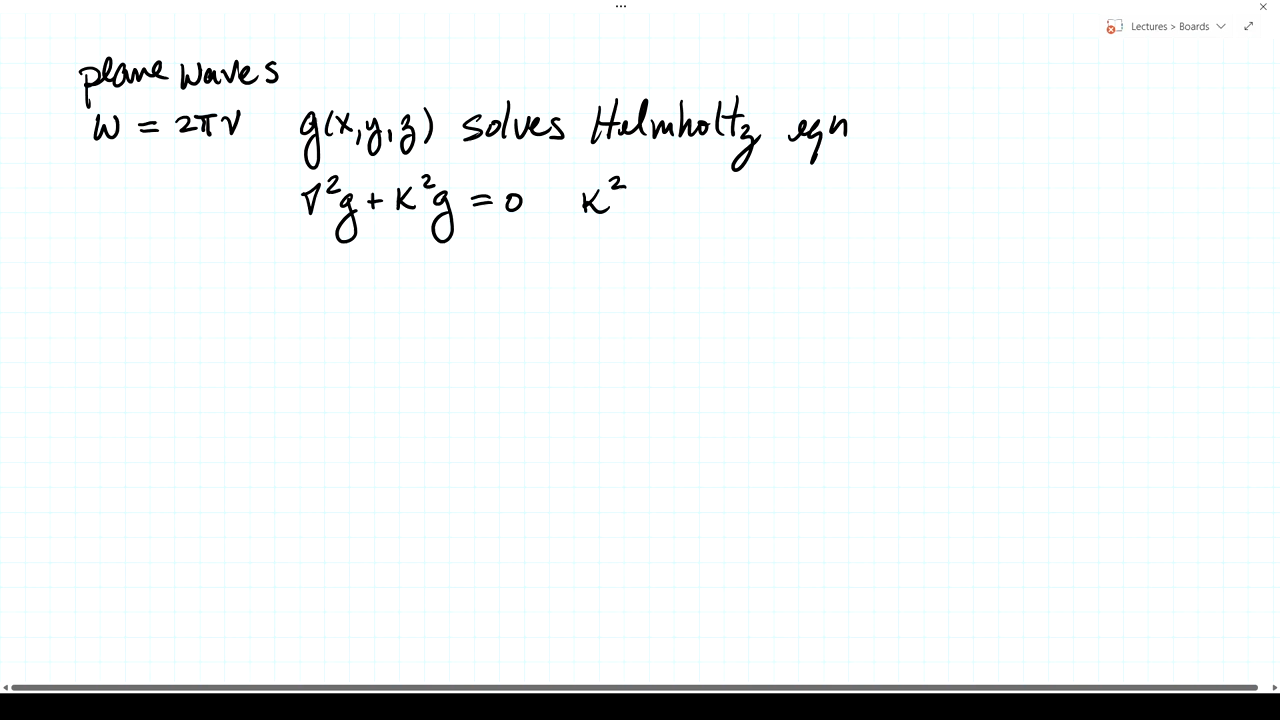 Lectures > Boards
plane waves
ω = 2πν g(x,y,z) solves Helmholtz eqn
∇²g + k²g = 0 k²